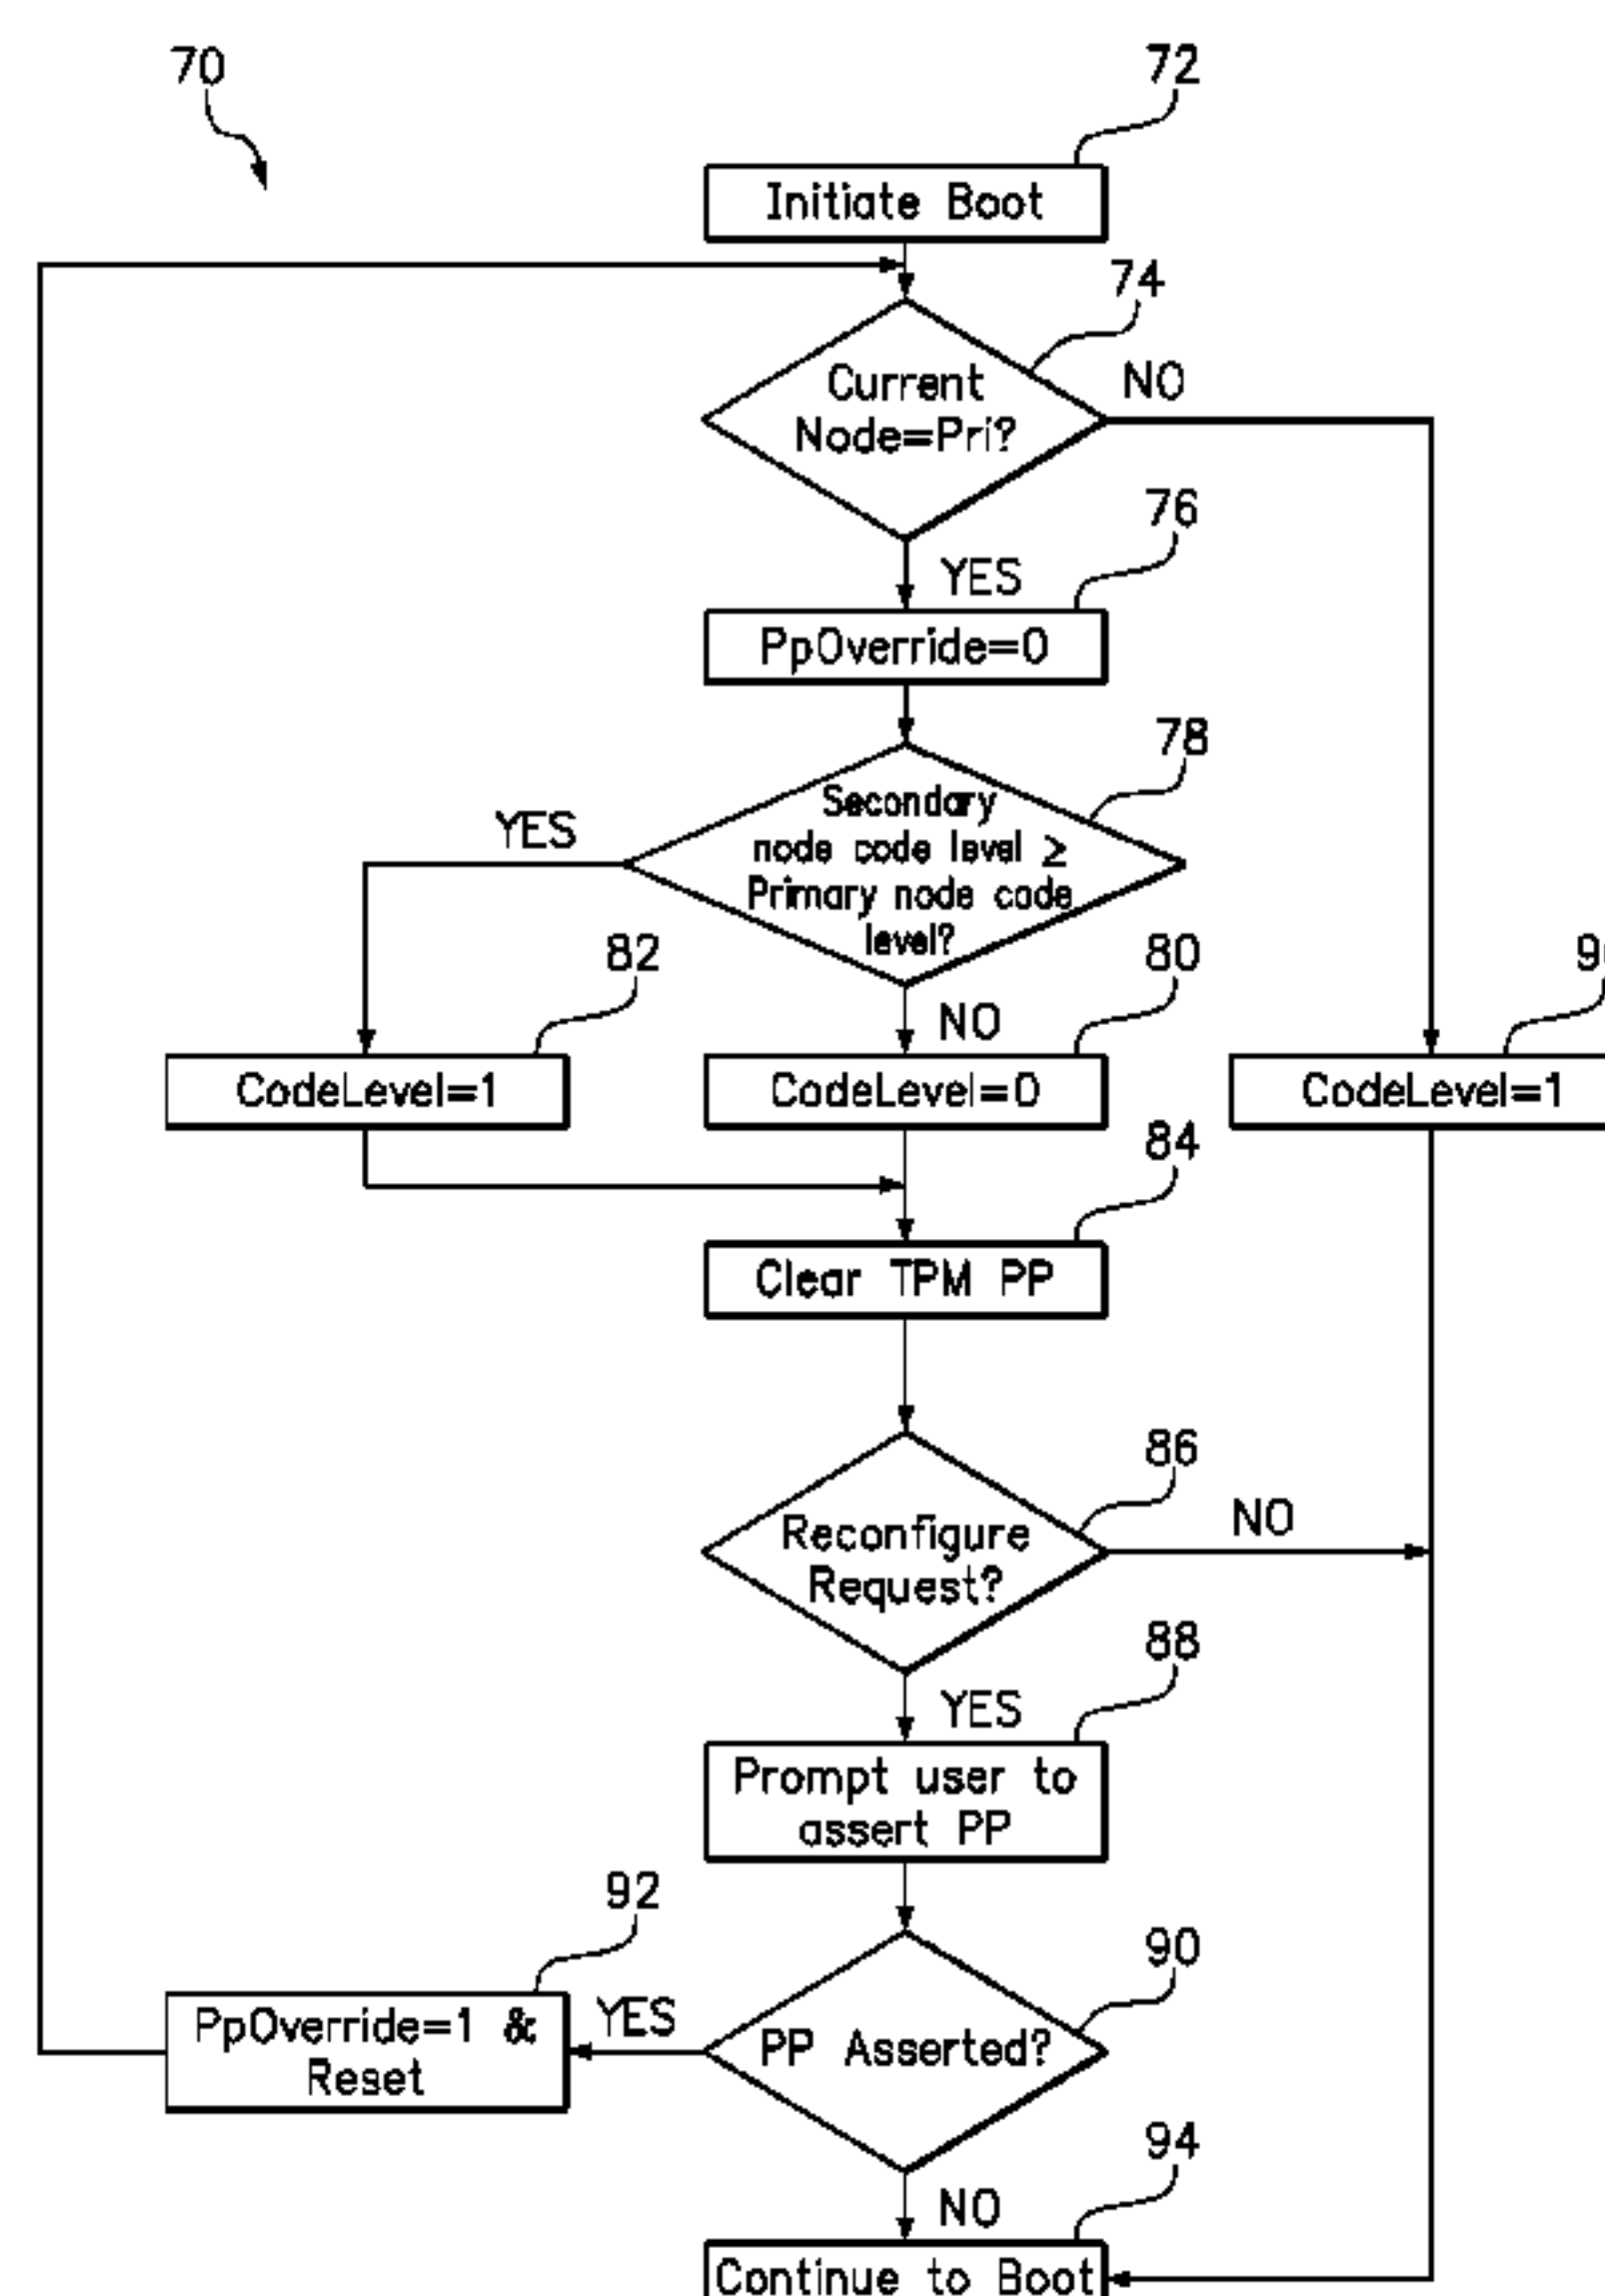 70
72
Initiate Boot
74
Current
Node=Pri?
NO
76
YES
PpOverride=0
78
Secondary
node code level ≥
Primary node code
level?
YES
82
80
NO
CodeLevel=1
CodeLevel=0
CodeLevel=1
84
Clear TPM PP
86
Reconfigure
Request?
NO
88
YES
Prompt user to
assert PP
92
90
PpOverride=1 &
Reset
YES
PP Asserted?
94
NO
Continue to Boot